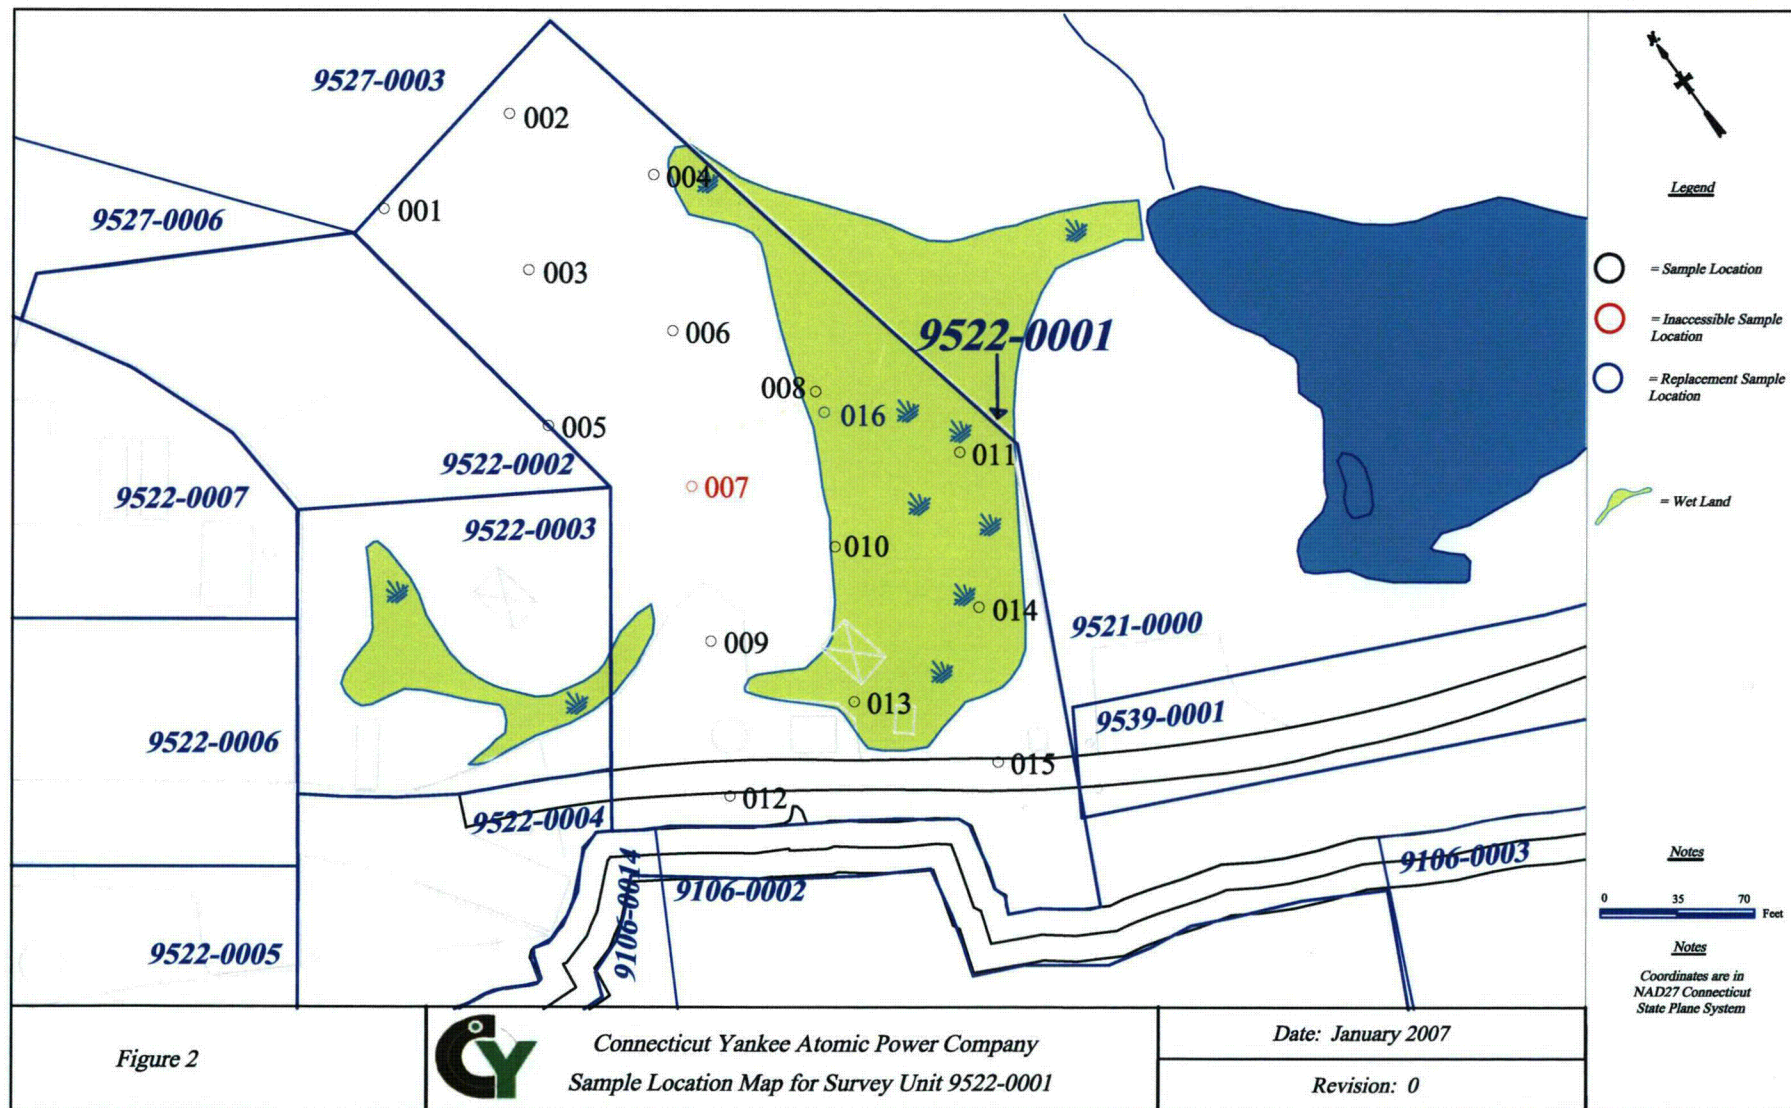 9527-0003
002
004
001
9527-0006
003
006
9522-0001
008
016
005
011
9522-0002
9522-0007
007
9522-0003
010
014
9521-0000
009
013
9539-0001
9522-0006
015
012
9522-0004
9106-0014
9106-0002
9106-0003
9522-0005
Legend
= Sample Location
= Inaccessible Sample
Location
= Replacement Sample
Location
= Wet Land
Notes
0 35 70
Feet
Notes
Coordinates are in
NAD27 Connecticut
State Plane System
Figure 2
CY
Connecticut Yankee Atomic Power Company
Sample Location Map for Survey Unit 9522-0001
Date: January 2007
Revision: 0